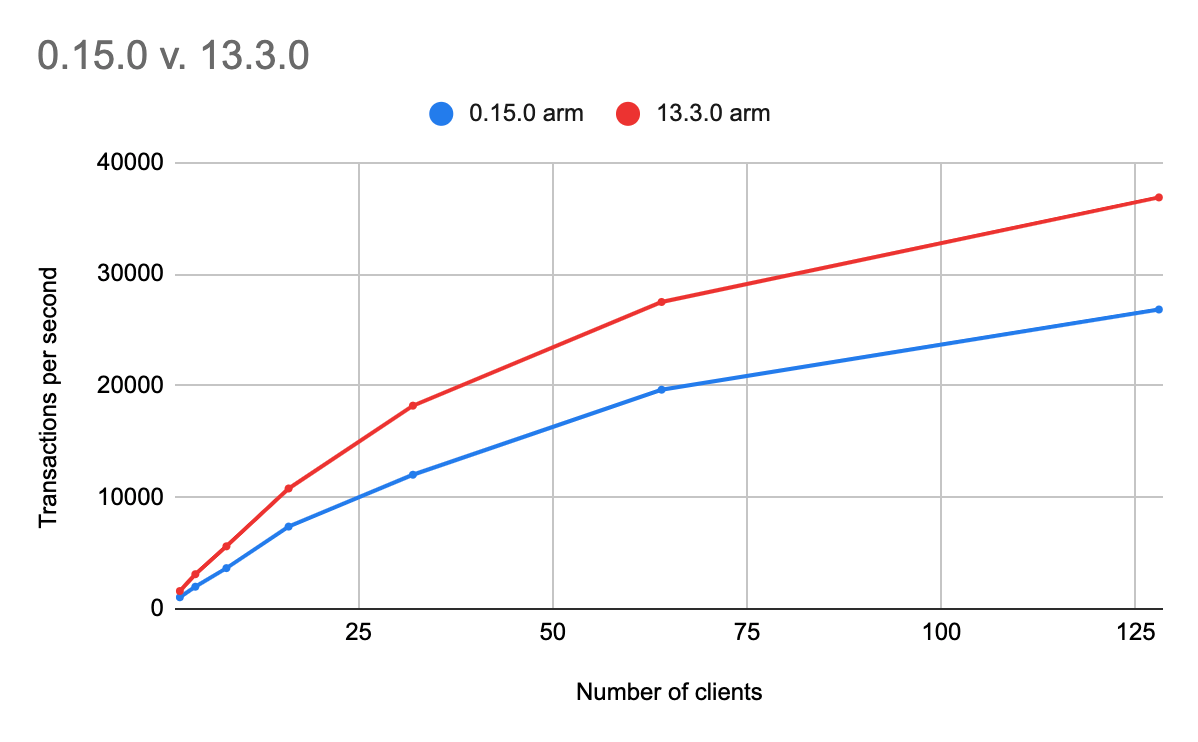 0.15.0 v. 13.3.0
0.15.0 arm
13.3.0 arm
40000
30000
20000
10000
0
Transactions per second
25
50
75
100
125
Number of clients